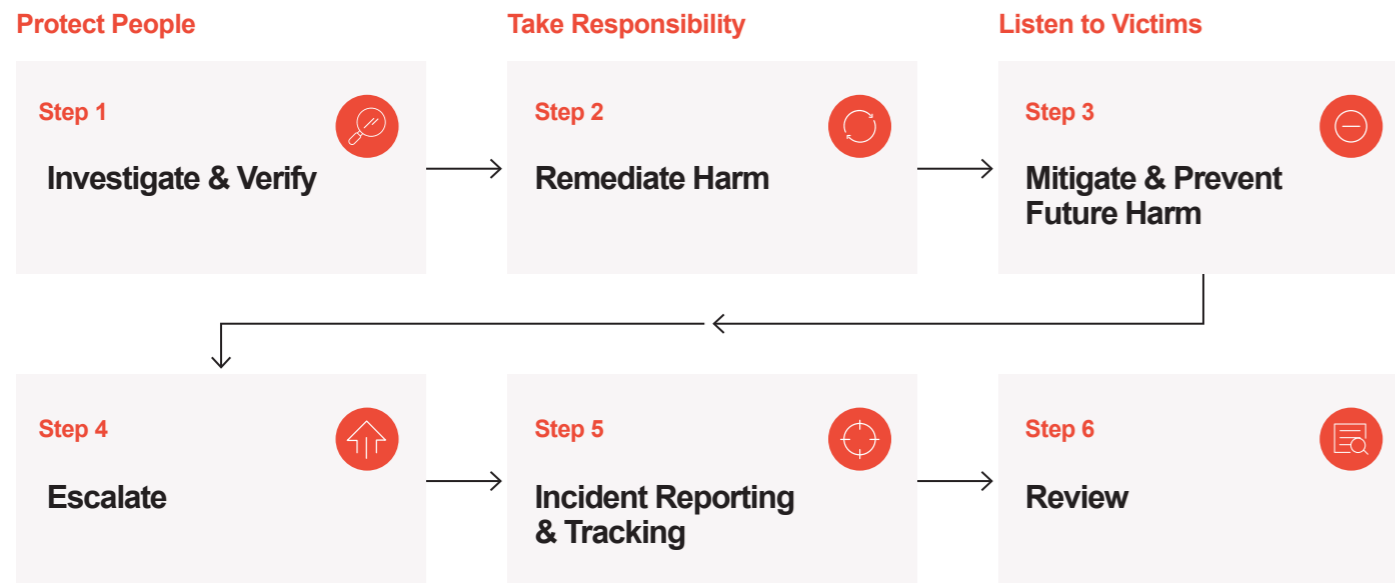 Protect People
Take Responsibility
Listen to Victims
Step 1
Investigate & Verify
Step 2
Remediate Harm
Step 3
Mitigate & Prevent
Future Harm
Step 4
Escalate
Step 5
Incident Reporting
& Tracking
Step 6
Review